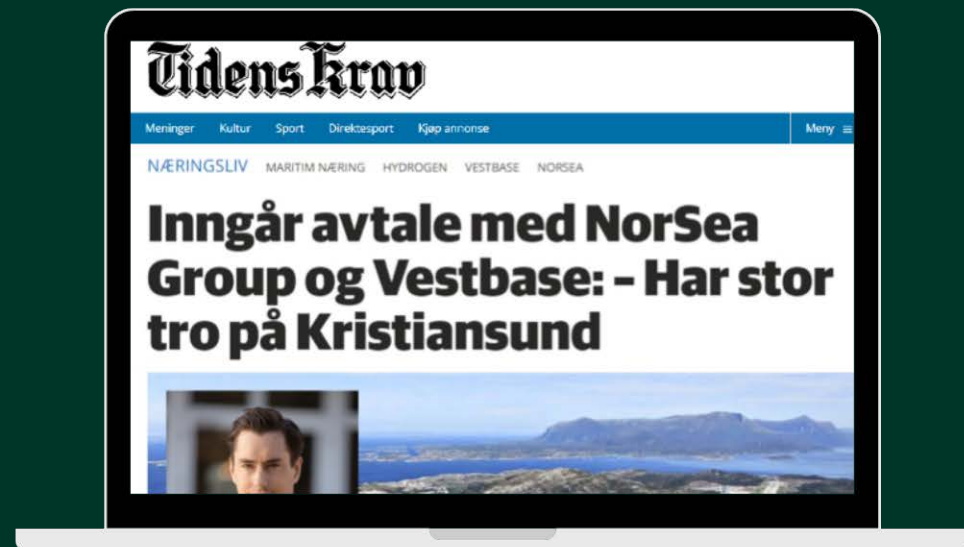 Tidens Krav
Meninger Kultur Sport Direktesport Kjøp annonse Meny
NÆRINGSLIV MARITIM NÆRING HYDROGEN VESTBASE NORSEA
Inngår avtale med NorSea
Group og Vestbase: – Har stor
tro på Kristiansund